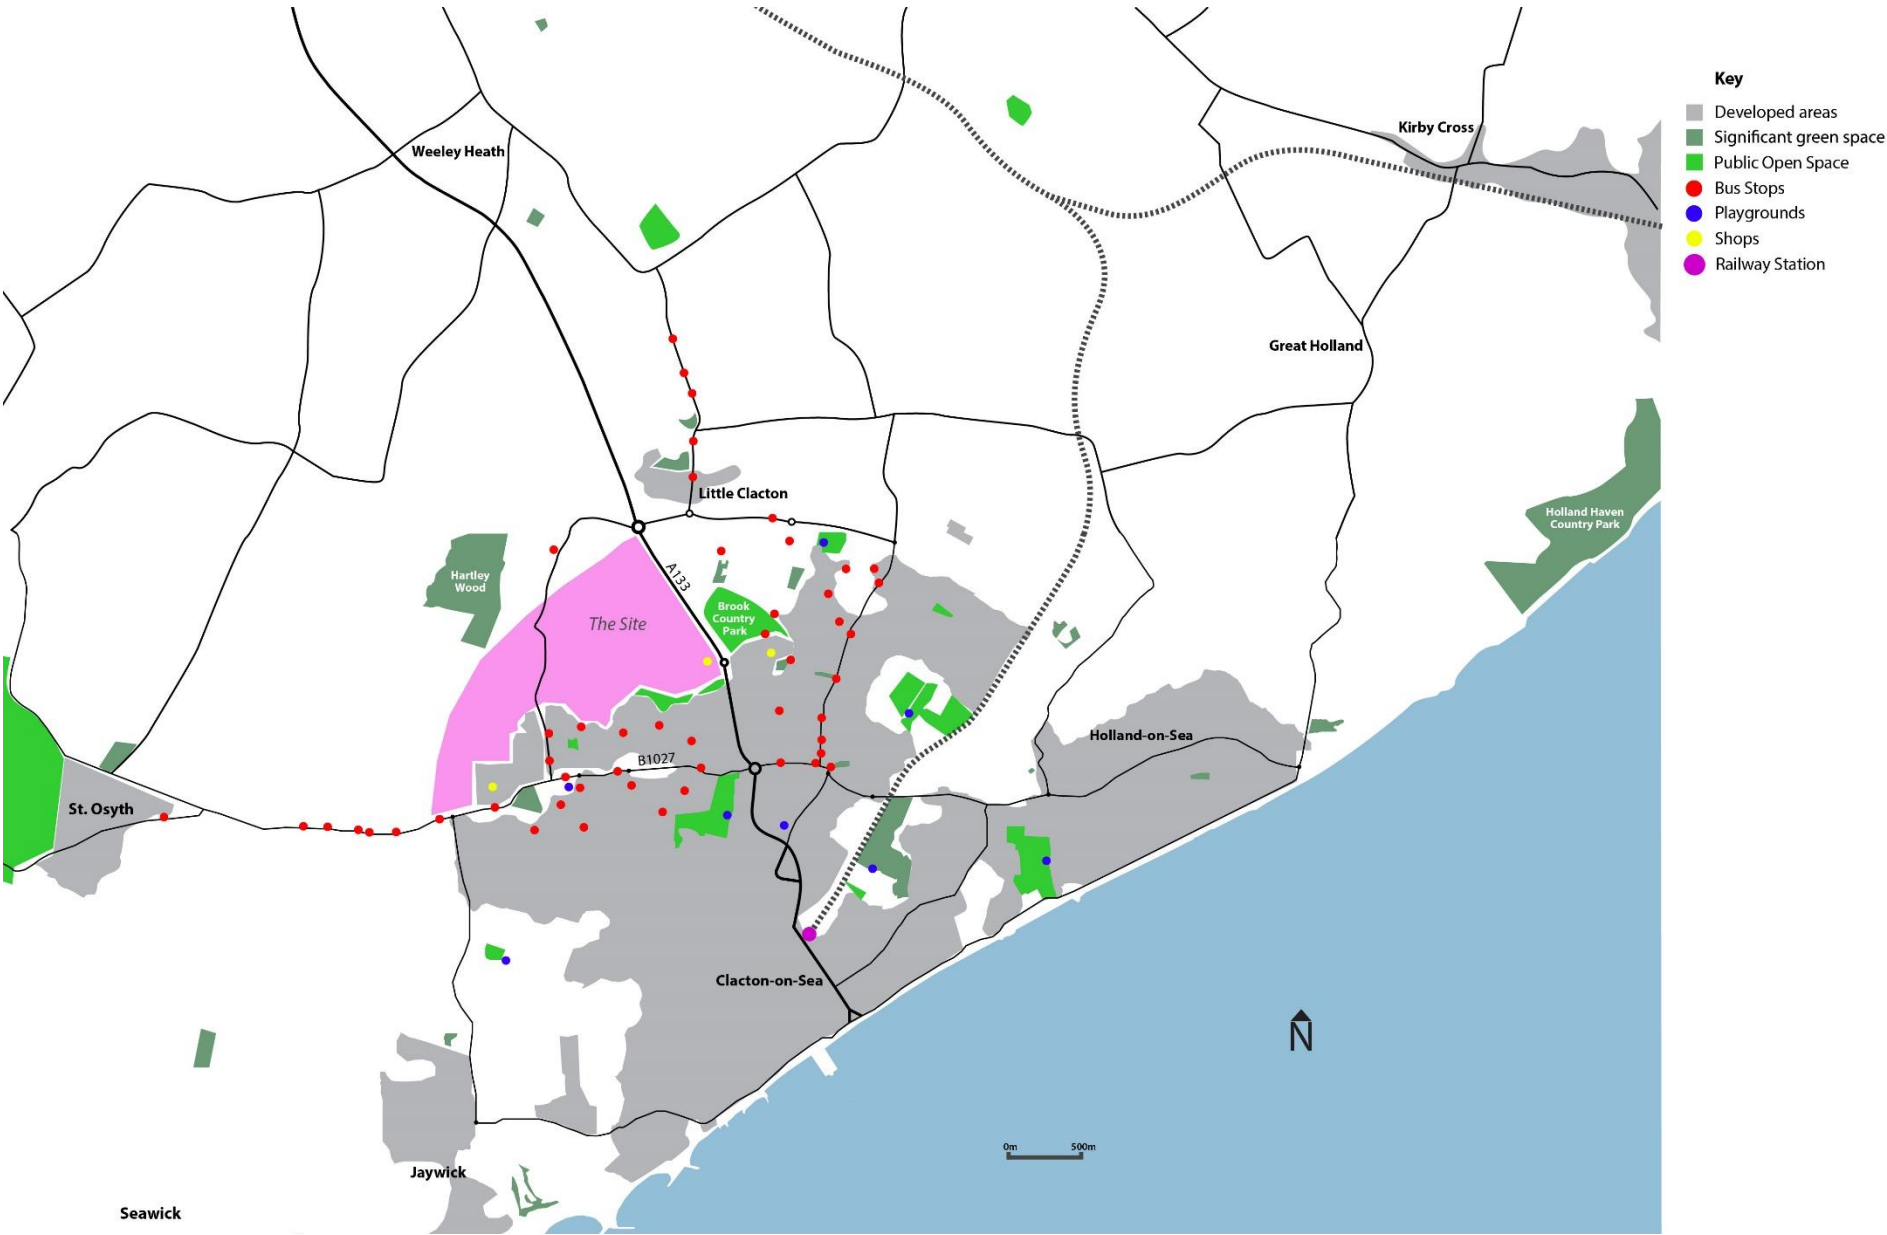 Key
Developed areas
Significant green space
Public Open Space
Bus Stops
Playgrounds
Shops
Railway Station
Kirby Cross
Weeley Heath
Great Holland
Little Clacton
Holland Haven
Country Park
Hartley
Wood
A133
The Site
Brook
Country
Park
Holland-on-Sea
B1027
St. Osyth
Clacton-on-Sea
N
0m
500m
Jaywick
Seawick